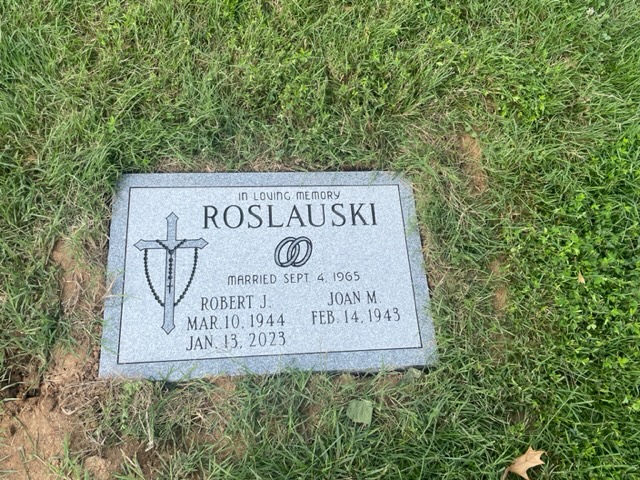 IN LOVING MEMORY
ROSLAUSKI
MARRIED SEPT 4, 1965
ROBERT J.
MAR. 10, 1944
JAN. 13, 2023
JOAN M.
FEB. 14, 1943